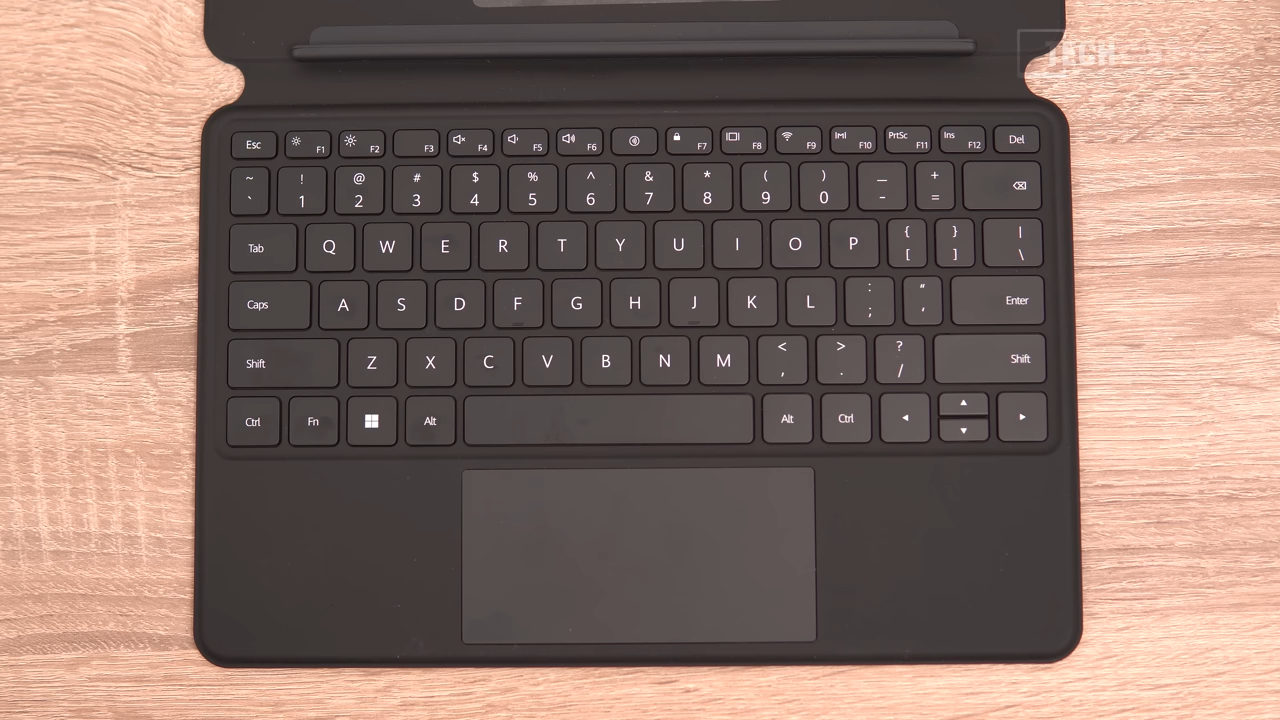 TECH
Esc F1 F2 F3 F4 F5 F6 F7 F8 F9 F10 PrtSc F11 Ins F12 Del
~ ! @ # $ % ^ & * ( ) — +
` 1 2 3 4 5 6 7 8 9 0 - =
Tab Q W E R T Y U I O P { [ } ] | \
Caps A S D F G H J K L : ; “ ‘ Enter
Shift Z X C V B N M < , > . ? / Shift
Ctrl Fn Alt Alt Ctrl